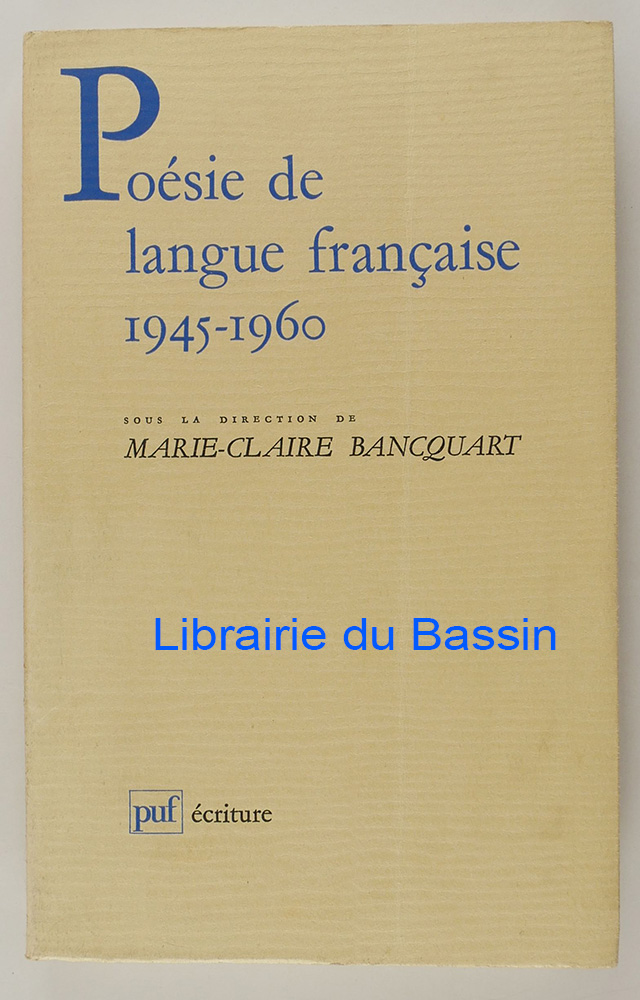 Poésie de
langue française
1945-1960
SOUS LA DIRECTION DE
MARIE-CLAIRE BANCQUART
Librairie du Bassin
puf écriture